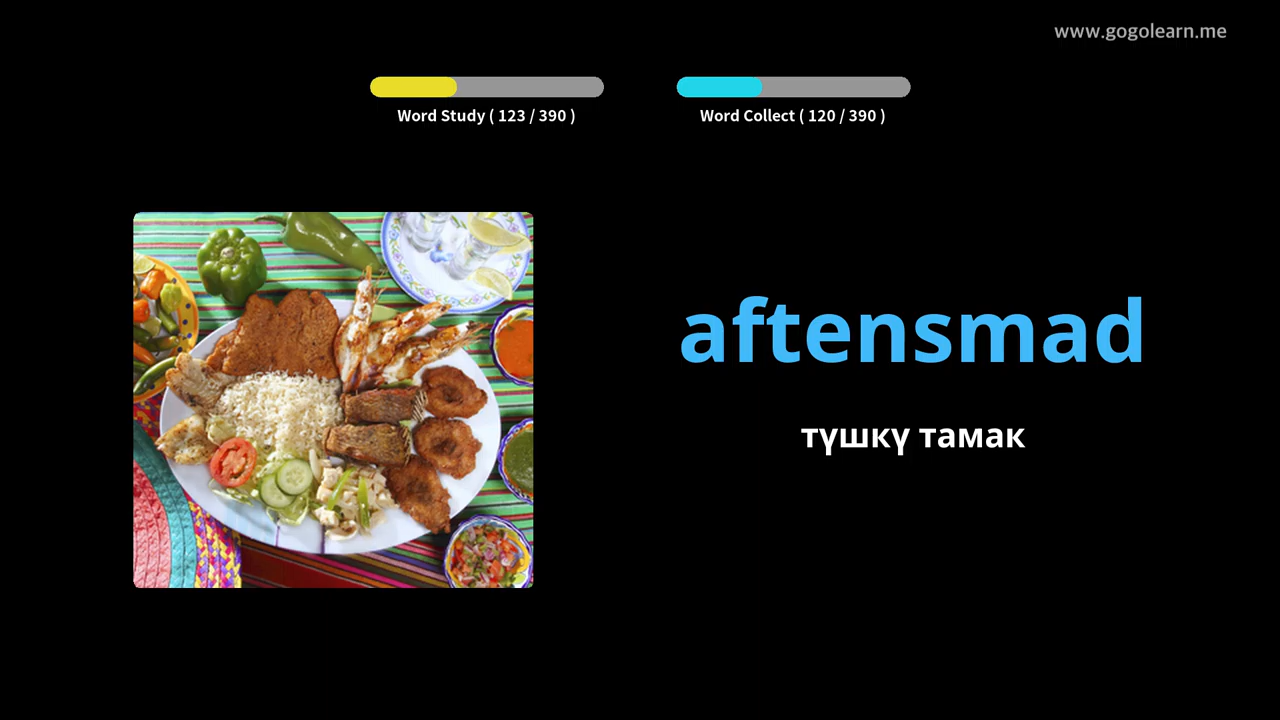 www.gogolearn.me
Word Study ( 123 / 390 )
Word Collect ( 120 / 390 )
aftensmad
түшкү тамак